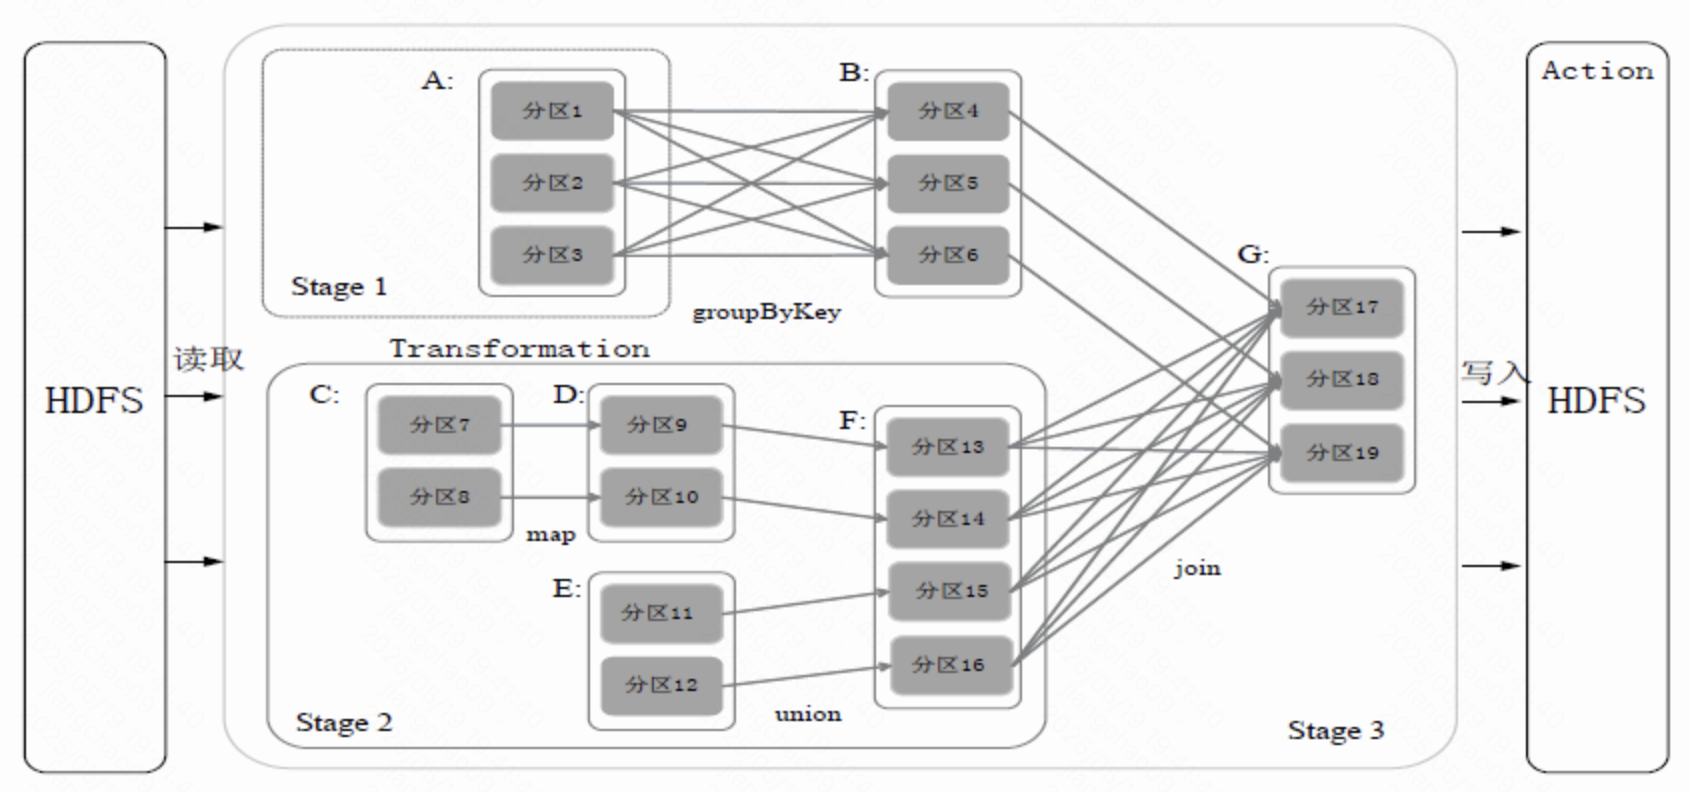 HDFS
读取
A:
分区1
分区2
分区3
Stage 1
B:
分区4
分区5
分区6
groupByKey
Transformation
C:
分区7
分区8
map
D:
分区9
分区10
E:
分区11
分区12
union
F:
分区13
分区14
分区15
分区16
Stage 2
join
G:
分区17
分区18
分区19
Stage 3
写入
Action
HDFS